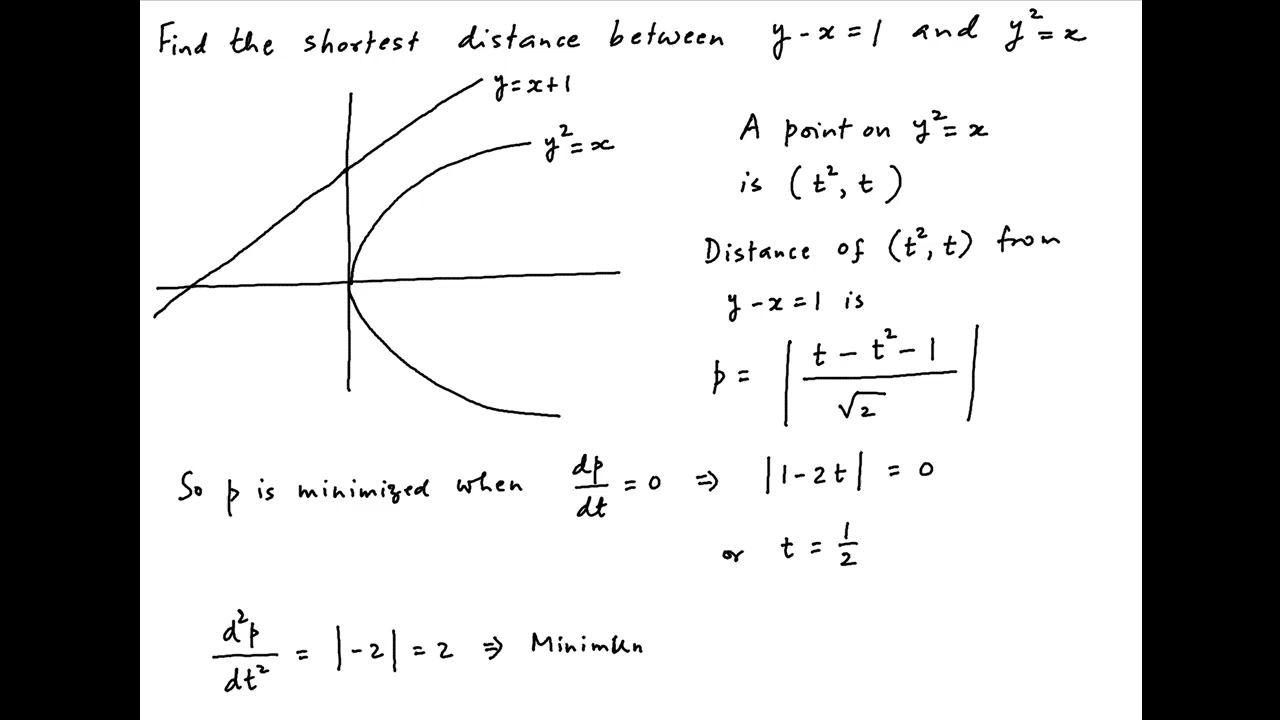 Find the shortest distance between y - x = 1 and y² = x
y = x + 1
y² = x
A point on y² = x
is (t², t)
Distance of (t², t) from
y - x = 1 is
p = | (t - t² - 1) / √2 |
So p is minimized when dp/dt = 0 ⇒ |1 - 2t| = 0
or t = 1/2
d²p/dt² = |-2| = 2 ⇒ Minimun